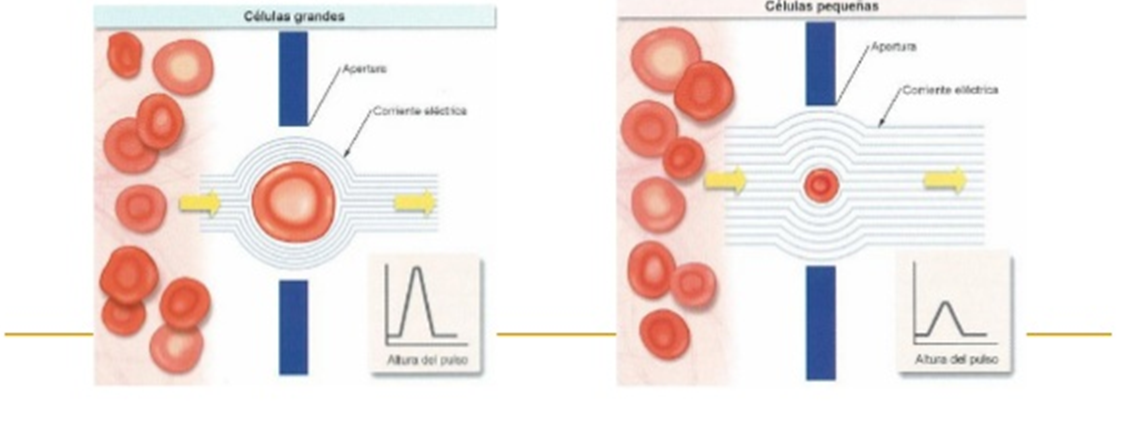 Células grandes
Apertura
Corriente eléctrica
Altura del pulso
Células pequeñas
Apertura
Corriente eléctrica
Altura del pulso